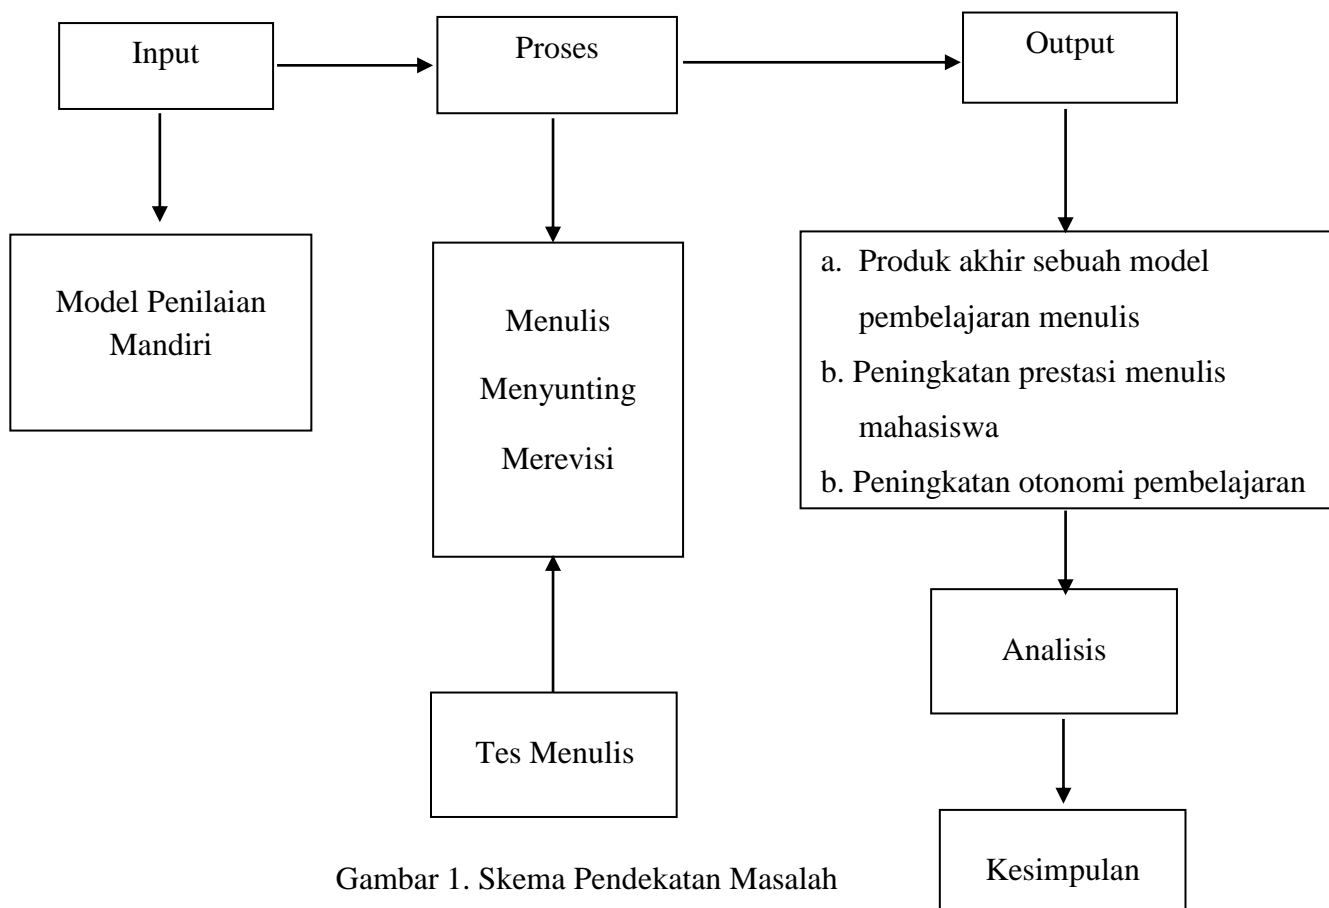 Input
Proses
Output
Model Penilaian
Mandiri
Menulis
Menyunting
Merevisi
a. Produk akhir sebuah model
pembelajaran menulis
b. Peningkatan prestasi menulis
mahasiswa
b. Peningkatan otonomi pembelajaran
Tes Menulis
Analisis
Kesimpulan
Gambar 1. Skema Pendekatan Masalah